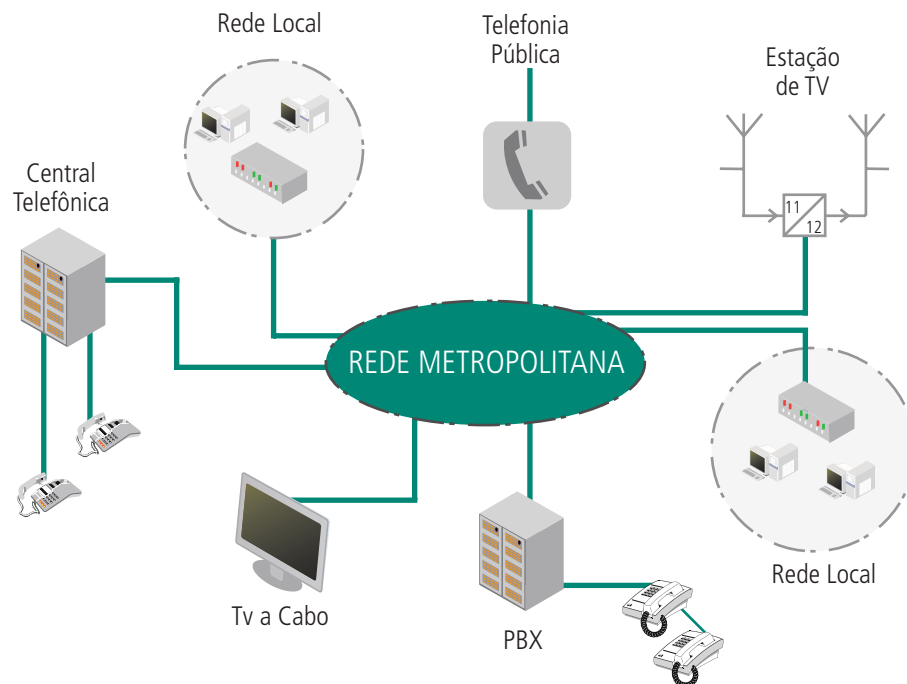 Rede Local
Telefonia
Pública
Estação
de TV
Central
Telefônica
11
12
REDE METROPOLITANA
Tv a Cabo
PBX
Rede Local